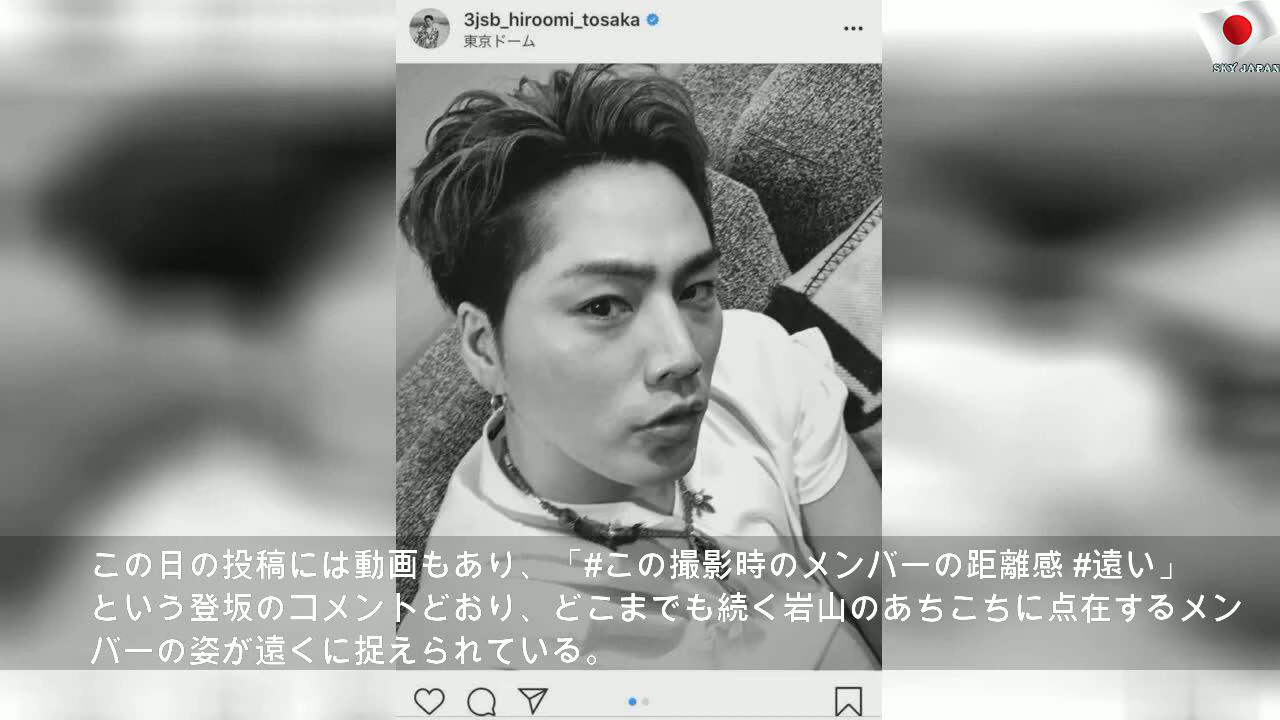 3jsb_hiroomi_tosaka
東京ドーム
SKY JAPAN
この日の投稿には動画もあり、「#この撮影時のメンバーの距離感 #遠い」
という登坂のコメントどおり、どこまでも続く岩山のあちこちに点在するメン
バーの姿が遠くに捉えられている。